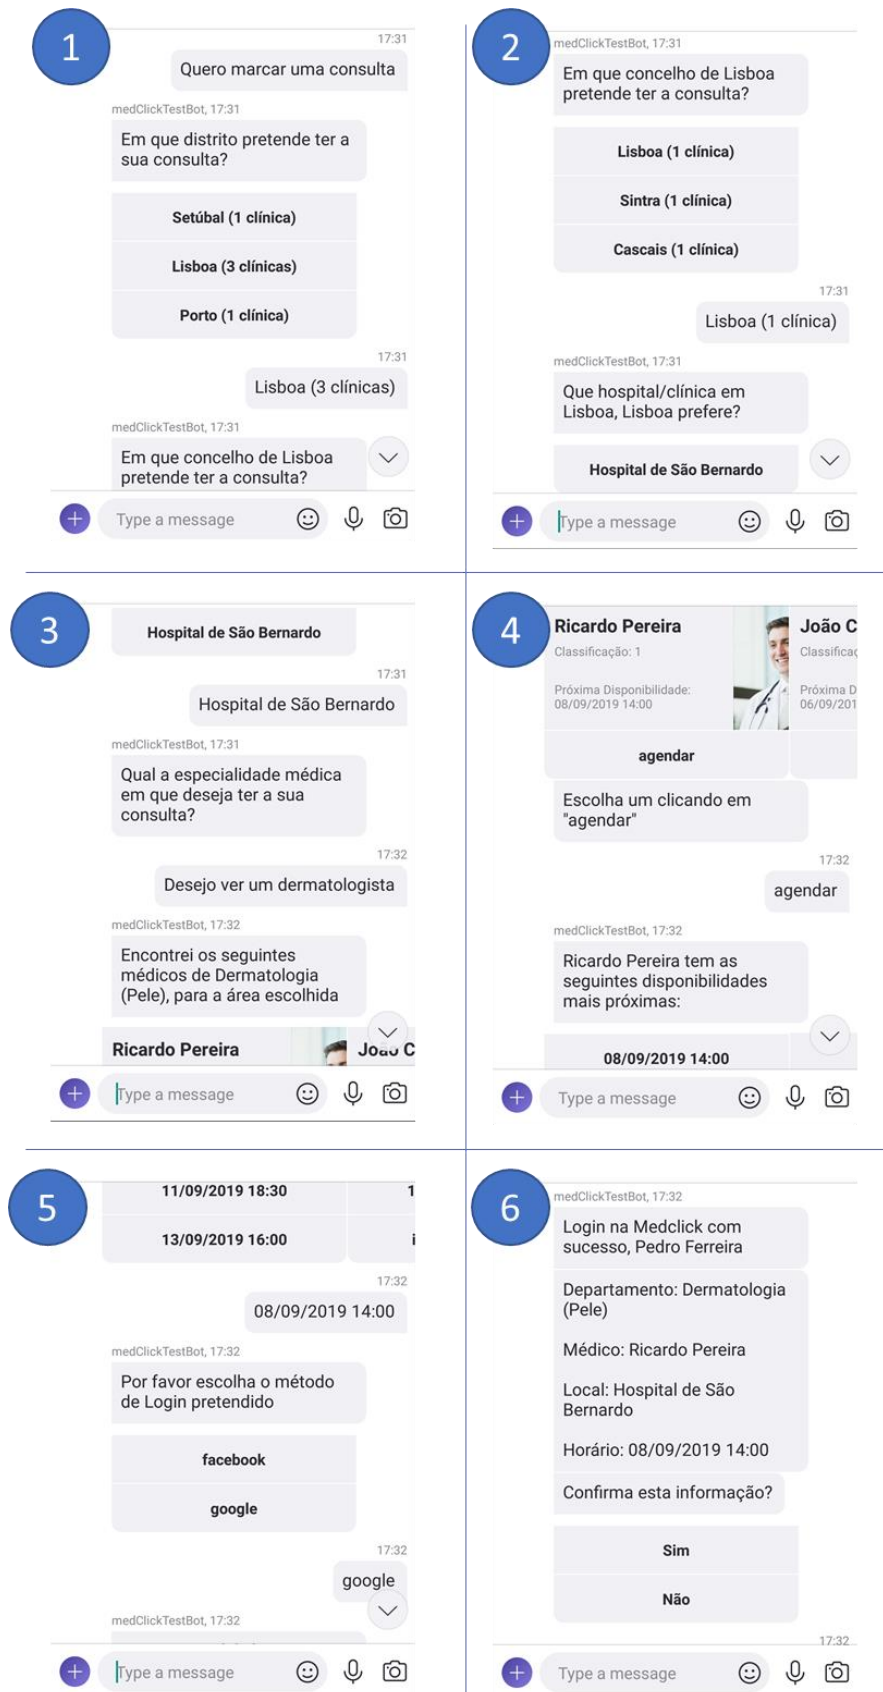 1
17:31
Quero marcar uma consulta
medClickTestBot, 17:31
Em que distrito pretende ter a
sua consulta?
Setúbal (1 clínica)
Lisboa (3 clínicas)
Porto (1 clínica)
17:31
Lisboa (3 clínicas)
medClickTestBot, 17:31
Em que concelho de Lisboa
pretende ter a consulta?
Type a message
2
medClickTestBot, 17:31
Em que concelho de Lisboa
pretende ter a consulta?
Lisboa (1 clínica)
Sintra (1 clínica)
Cascais (1 clínica)
17:31
Lisboa (1 clínica)
medClickTestBot, 17:31
Que hospital/clínica em
Lisboa, Lisboa prefere?
Hospital de São Bernardo
Type a message
3
Hospital de São Bernardo
17:31
Hospital de São Bernardo
medClickTestBot, 17:31
Qual a especialidade médica
em que deseja ter a sua
consulta?
17:32
Desejo ver um dermatologista
medClickTestBot, 17:32
Encontrei os seguintes
médicos de Dermatologia
(Pele), para a área escolhida
Ricardo Pereira
João C
Type a message
4
Ricardo Pereira
Classificação: 1
Próxima Disponibilidade:
08/09/2019 14:00
João C
Classificaç
Próxima D
06/09/201
agendar
Escolha um clicando em
"agendar"
17:32
agendar
medClickTestBot, 17:32
Ricardo Pereira tem as
seguintes disponibilidades
mais próximas:
08/09/2019 14:00
Type a message
5
11/09/2019 18:30
1
13/09/2019 16:00
17:32
08/09/2019 14:00
medClickTestBot, 17:32
Por favor escolha o método
de Login pretendido
facebook
google
17:32
google
medClickTestBot, 17:32
Type a message
6
medClickTestBot, 17:32
Login na Medclick com
sucesso, Pedro Ferreira
Departamento: Dermatologia
(Pele)
Médico: Ricardo Pereira
Local: Hospital de São
Bernardo
Horário: 08/09/2019 14:00
Confirma esta informação?
Sim
Não
17:32
Type a message